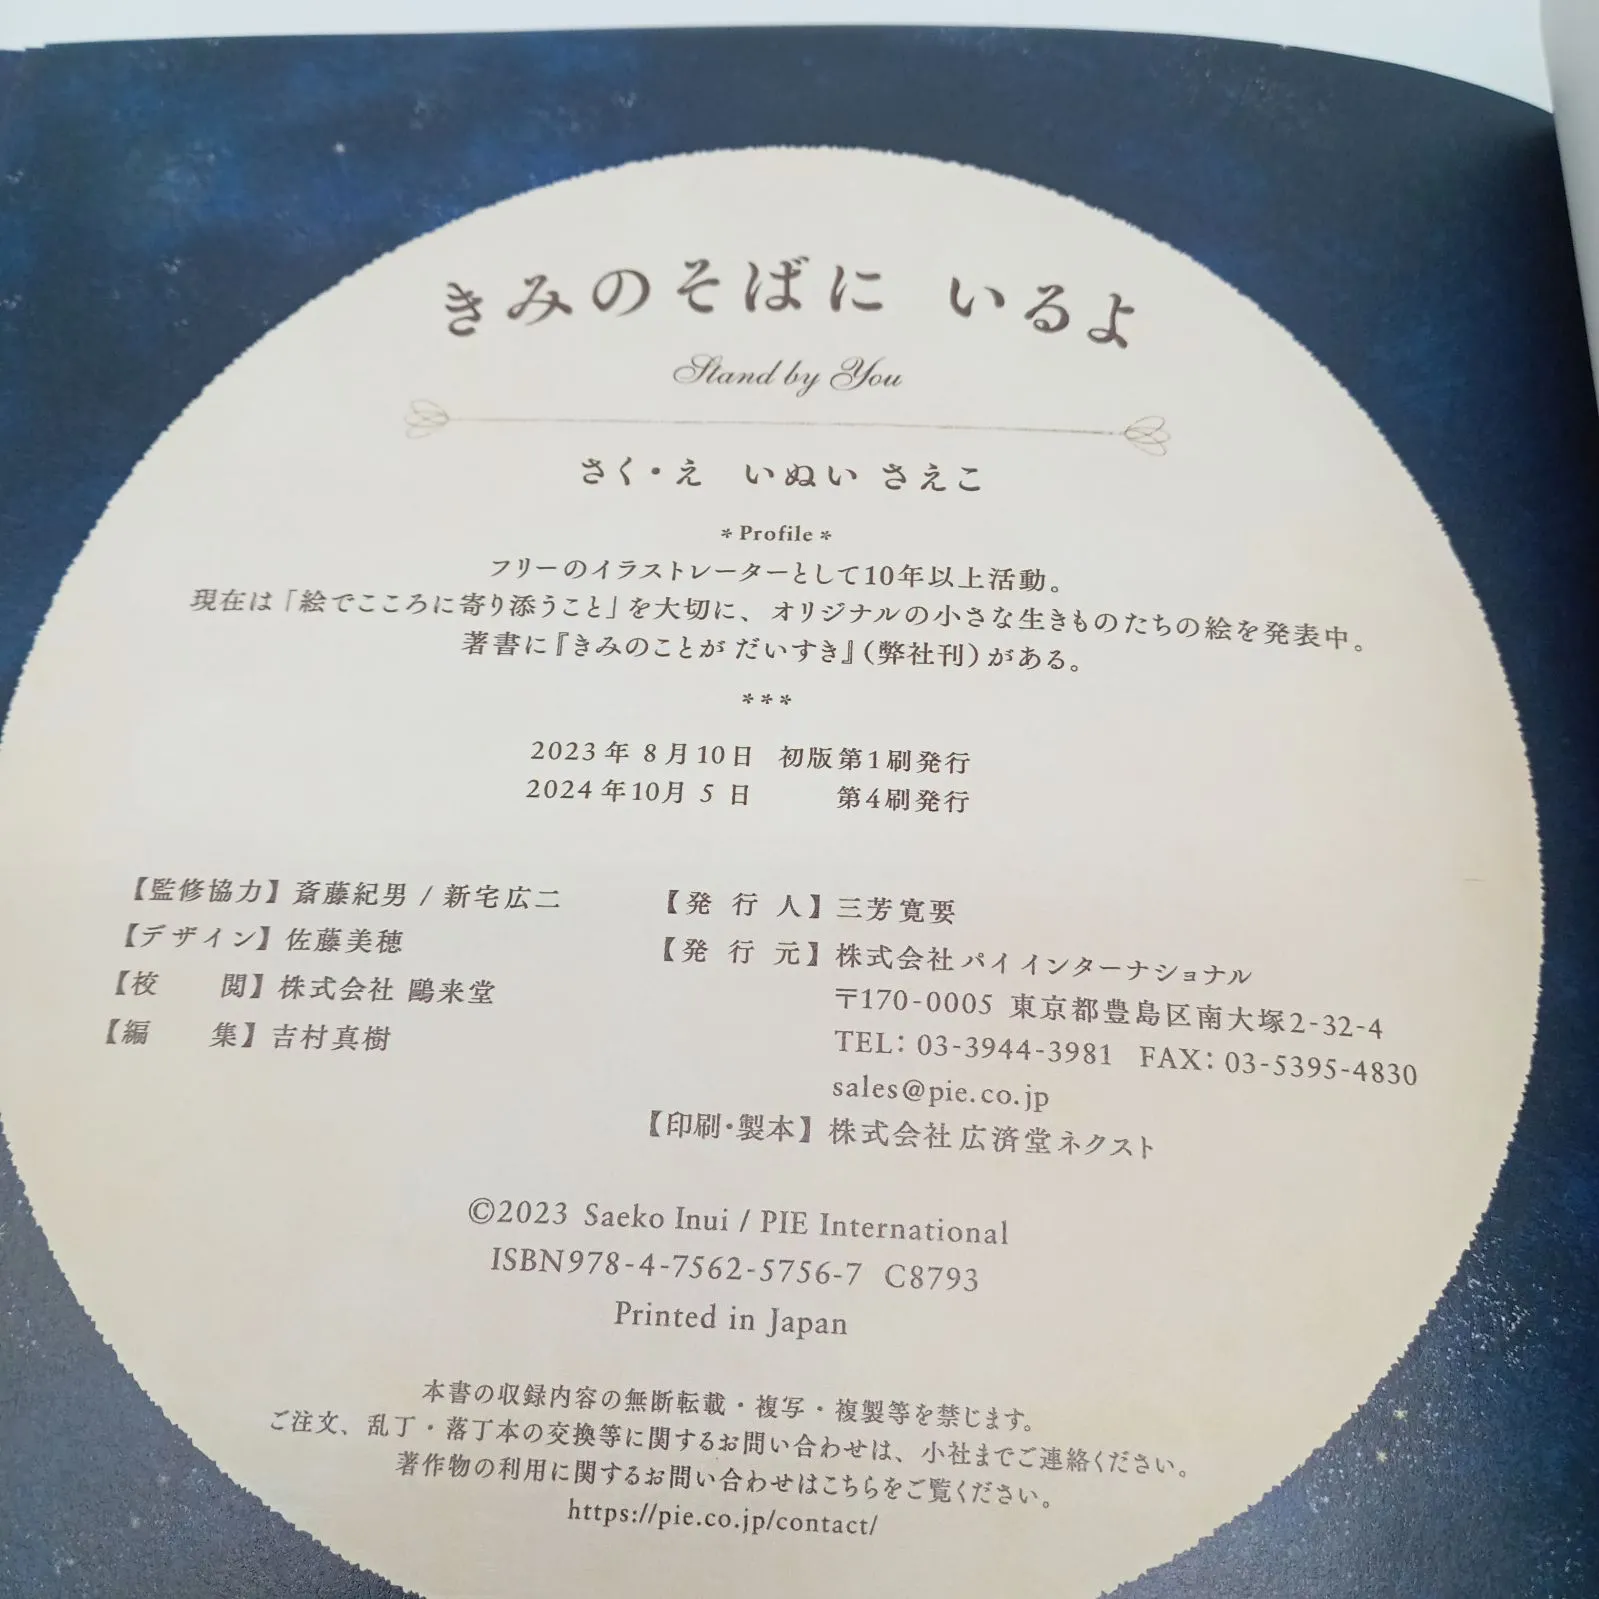 きみのそばに いるよ
Stand by You
さく・え いぬい さえこ
*Profile*
フリーのイラストレーターとして10年以上活動。
現在は「絵でこころに寄り添うこと」を大切に、オリジナルの小さな生きものたちの絵を発表中。
著書に『きみのことが だいすき』(弊社刊)がある。
***
2023年 8月10日 初版第1刷発行
2024年10月 5日 第4刷発行
【監修協力】斎藤紀男 / 新宅広二
【デザイン】佐藤美穂
【校 閲】株式会社 鷗来堂
【編 集】吉村真樹
【発 行 人】三芳寛要
【発 行 元】株式会社パイ インターナショナル
〒170-0005 東京都豊島区南大塚2-32-4
TEL: 03-3944-3981 FAX: 03-5395-4830
sales@pie.co.jp
【印刷・製本】株式会社広済堂ネクスト
©2023 Saeko Inui / PIE International
ISBN978-4-7562-5756-7 C8793
Printed in Japan
本書の収録内容の無断転載・複写・複製等を禁じます。
ご注文、乱丁・落丁本の交換等に関するお問い合わせは、小社までご連絡ください。
著作物の利用に関するお問い合わせはこちらをご覧ください。
https://pie.co.jp/contact/